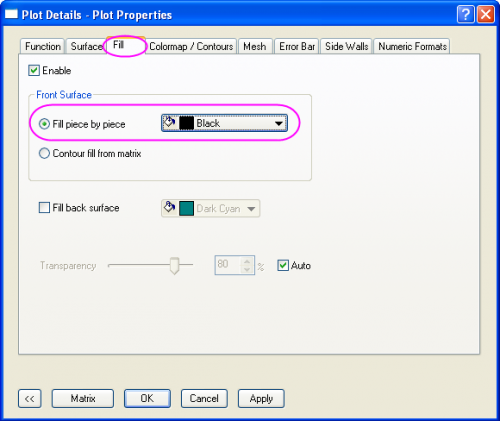 Plot Details - Plot Properties
Function Surface Fill Colormap / Contours Mesh Error Bar Side Walls Numeric Formats
Enable
Front Surface
Fill piece by piece Black
Contour fill from matrix
Fill back surface Dark Cyan
Transparency 80 % Auto
<< Matrix OK Cancel Apply